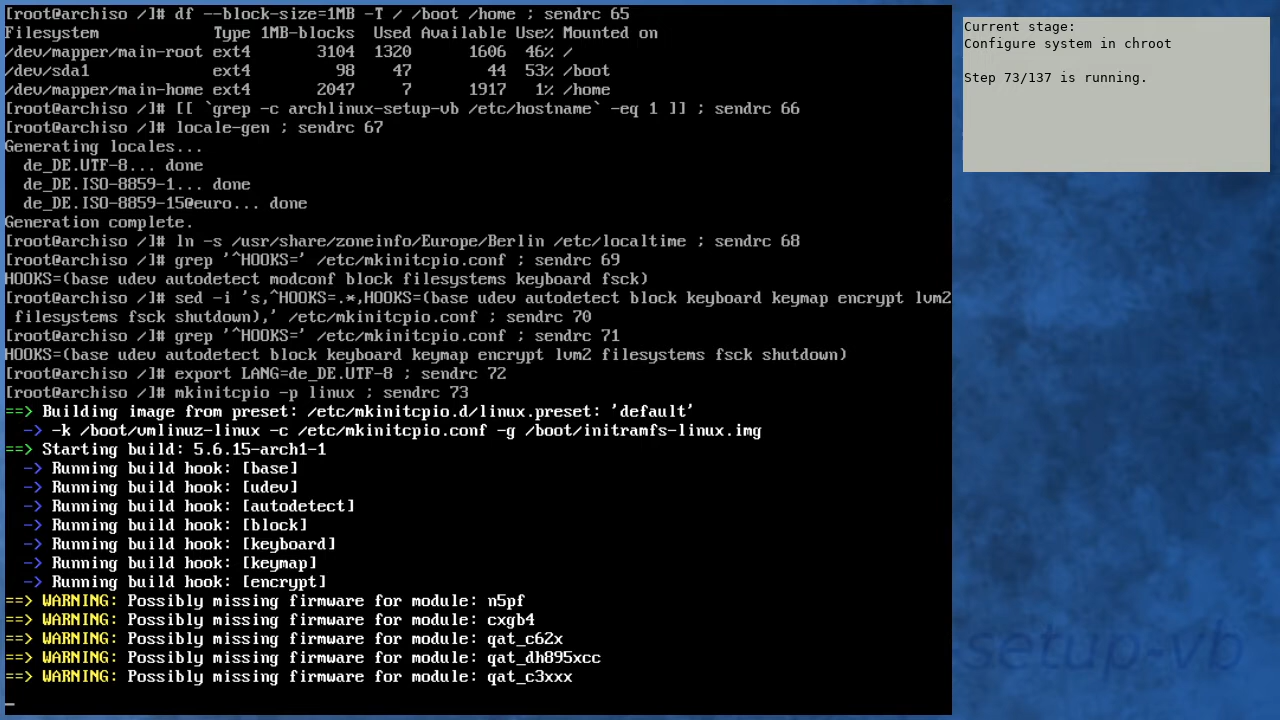 [root@archiso /]# df --block-size=1MB -T / /boot /home ; sendrc 65
Filesystem            Type 1MB-blocks  Used Available Use% Mounted on
/dev/mapper/main-root ext4       3104  1320      1606  46% /
/dev/sda1             ext4         98    47        44  53% /boot
/dev/mapper/main-home ext4       2047     7      1917   1% /home
[root@archiso /]# [[ `grep -c archlinux-setup-vb /etc/hostname` -eq 1 ]] ; sendrc 66
[root@archiso /]# locale-gen ; sendrc 67
Generating locales...
  de_DE.UTF-8... done
  de_DE.ISO-8859-1... done
  de_DE.ISO-8859-15@euro... done
Generation complete.
[root@archiso /]# ln -s /usr/share/zoneinfo/Europe/Berlin /etc/localtime ; sendrc 68
[root@archiso /]# grep '^HOOKS=' /etc/mkinitcpio.conf ; sendrc 69
HOOKS=(base udev autodetect modconf block filesystems keyboard fsck)
[root@archiso /]# sed -i 's,^HOOKS=.*,HOOKS=(base udev autodetect block keyboard keymap encrypt lvm2
 filesystems fsck shutdown),' /etc/mkinitcpio.conf ; sendrc 70
[root@archiso /]# grep '^HOOKS=' /etc/mkinitcpio.conf ; sendrc 71
HOOKS=(base udev autodetect block keyboard keymap encrypt lvm2 filesystems fsck shutdown)
[root@archiso /]# export LANG=de_DE.UTF-8 ; sendrc 72
[root@archiso /]# mkinitcpio -p linux ; sendrc 73
==> Building image from preset: /etc/mkinitcpio.d/linux.preset: 'default'
  -> -k /boot/vmlinuz-linux -c /etc/mkinitcpio.conf -g /boot/initramfs-linux.img
==> Starting build: 5.6.15-arch1-1
  -> Running build hook: [base]
  -> Running build hook: [udev]
  -> Running build hook: [autodetect]
  -> Running build hook: [block]
  -> Running build hook: [keyboard]
  -> Running build hook: [keymap]
  -> Running build hook: [encrypt]
==> WARNING: Possibly missing firmware for module: n5pf
==> WARNING: Possibly missing firmware for module: cxgb4
==> WARNING: Possibly missing firmware for module: qat_c62x
==> WARNING: Possibly missing firmware for module: qat_dh895xcc
==> WARNING: Possibly missing firmware for module: qat_c3xxx
Current stage:
Configure system in chroot
Step 73/137 is running.
setup-vb